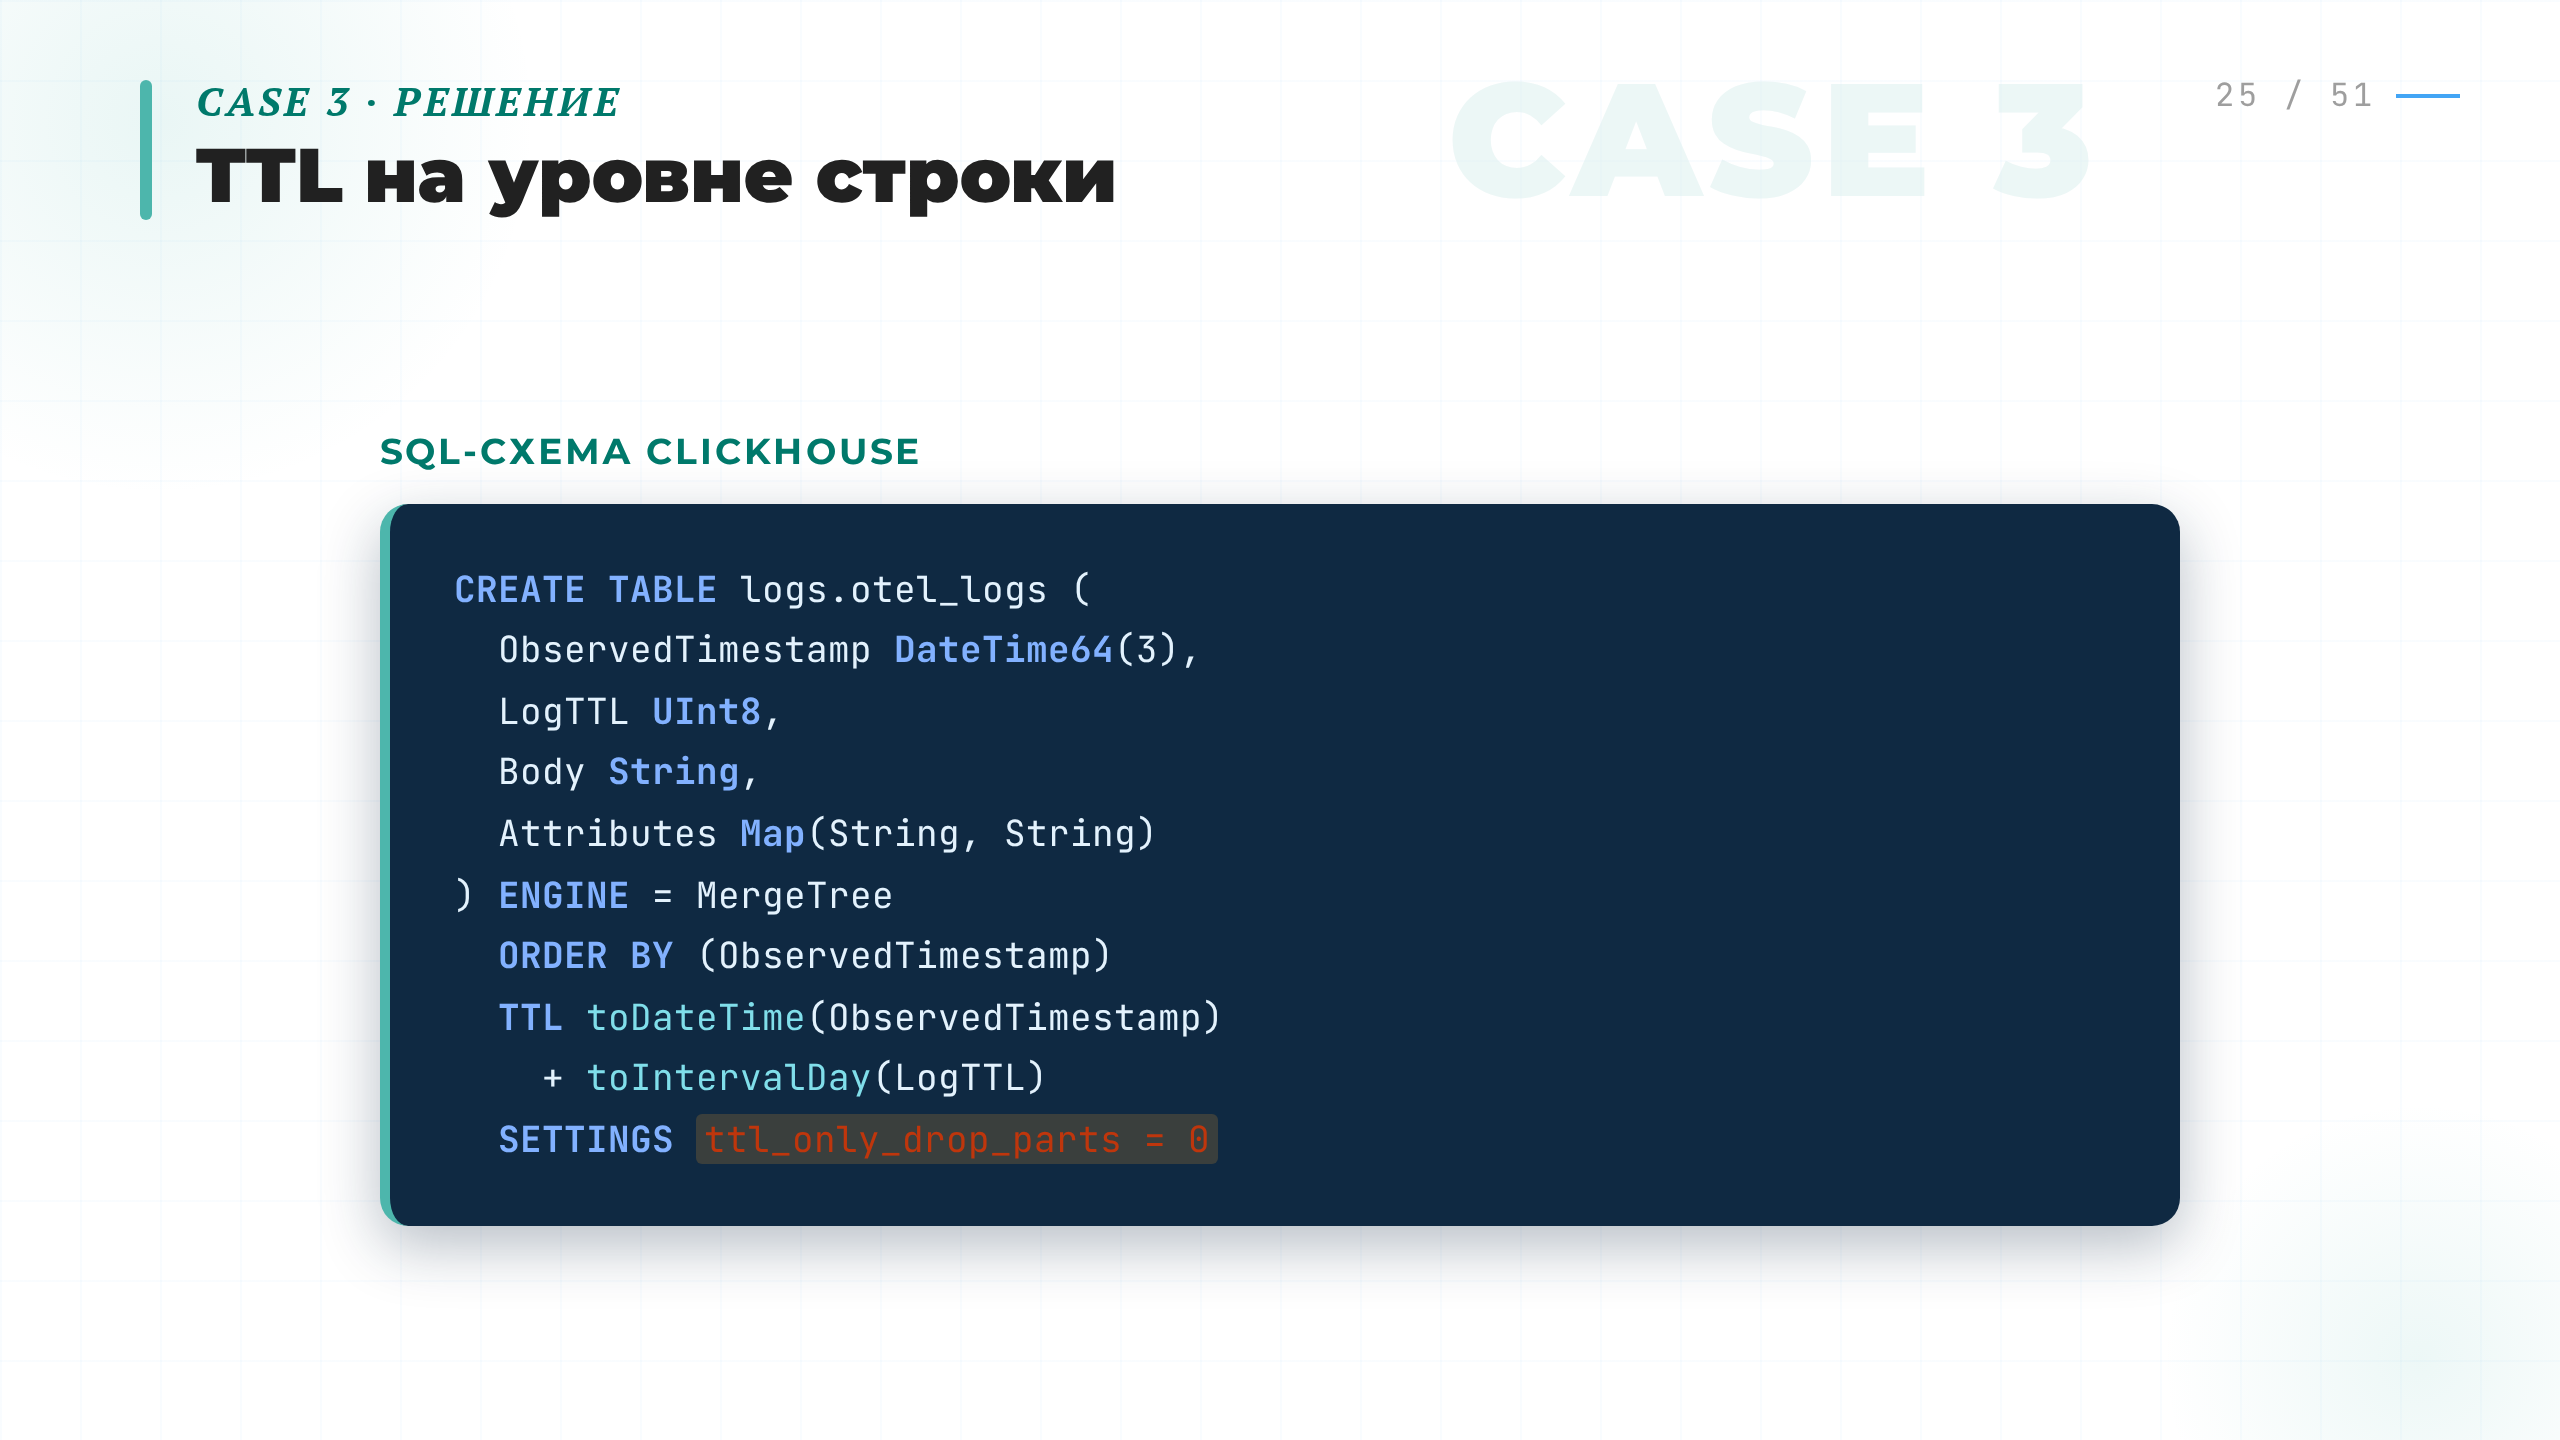 CASE 3 · РЕШЕНИЕ
CASE 3
25 / 51
TTL на уровне строки
SQL-СХЕМА CLICKHOUSE
CREATE TABLE logs.otel_logs (
  ObservedTimestamp DateTime64(3),
  LogTTL UInt8,
  Body String,
  Attributes Map(String, String)
) ENGINE = MergeTree
  ORDER BY (ObservedTimestamp)
  TTL toDateTime(ObservedTimestamp)
    + toIntervalDay(LogTTL)
  SETTINGS ttl_only_drop_parts = 0